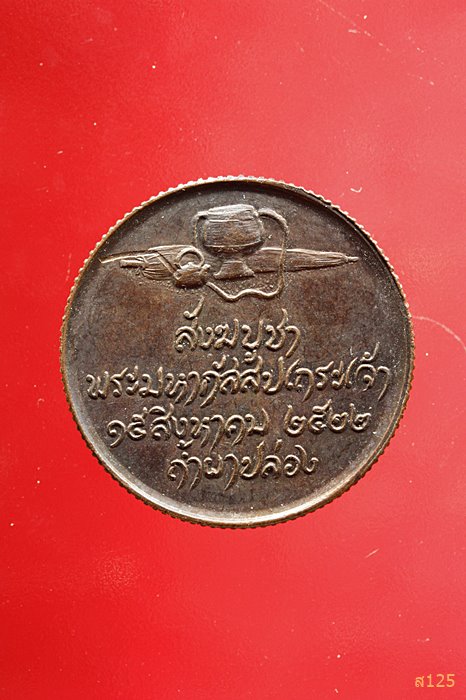 สังฆบูชา
พระมหากัสสปเถระเจ้า
๑๕ สิงหาคม ๒๕๒๒
ถ้ำผาปล่อง
ส125